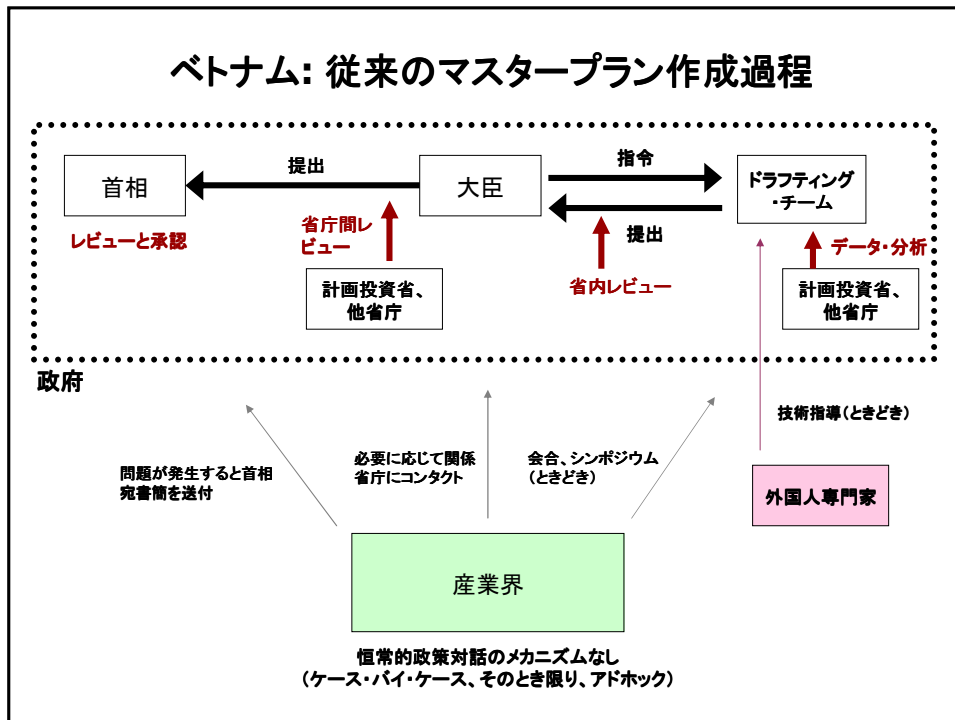 ベトナム: 従来のマスタープラン作成過程
首相
提出
大臣
指令
ドラフティング
・チーム
レビューと承認
省庁間レ
ビュー
提出
データ・分析
省内レビュー
計画投資省、
他省庁
計画投資省、
他省庁
政府
技術指導(ときどき)
問題が発生すると首相
宛書簡を送付
必要に応じて関係
省庁にコンタクト
会合、シンポジウム
(ときどき)
外国人専門家
産業界
恒常的政策対話のメカニズムなし
(ケース・バイ・ケース、そのとき限り、アドホック)